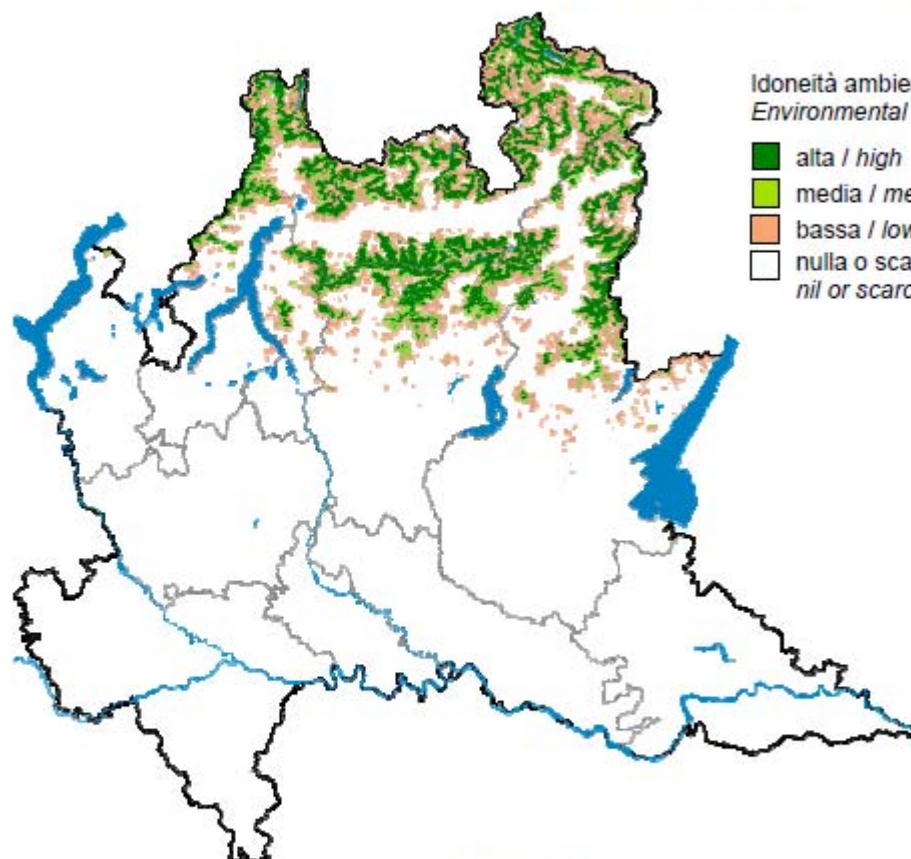 Idoneità ambie
Environmental
alta / high
media / me
bassa / low
nulla o sca
nil or scarc